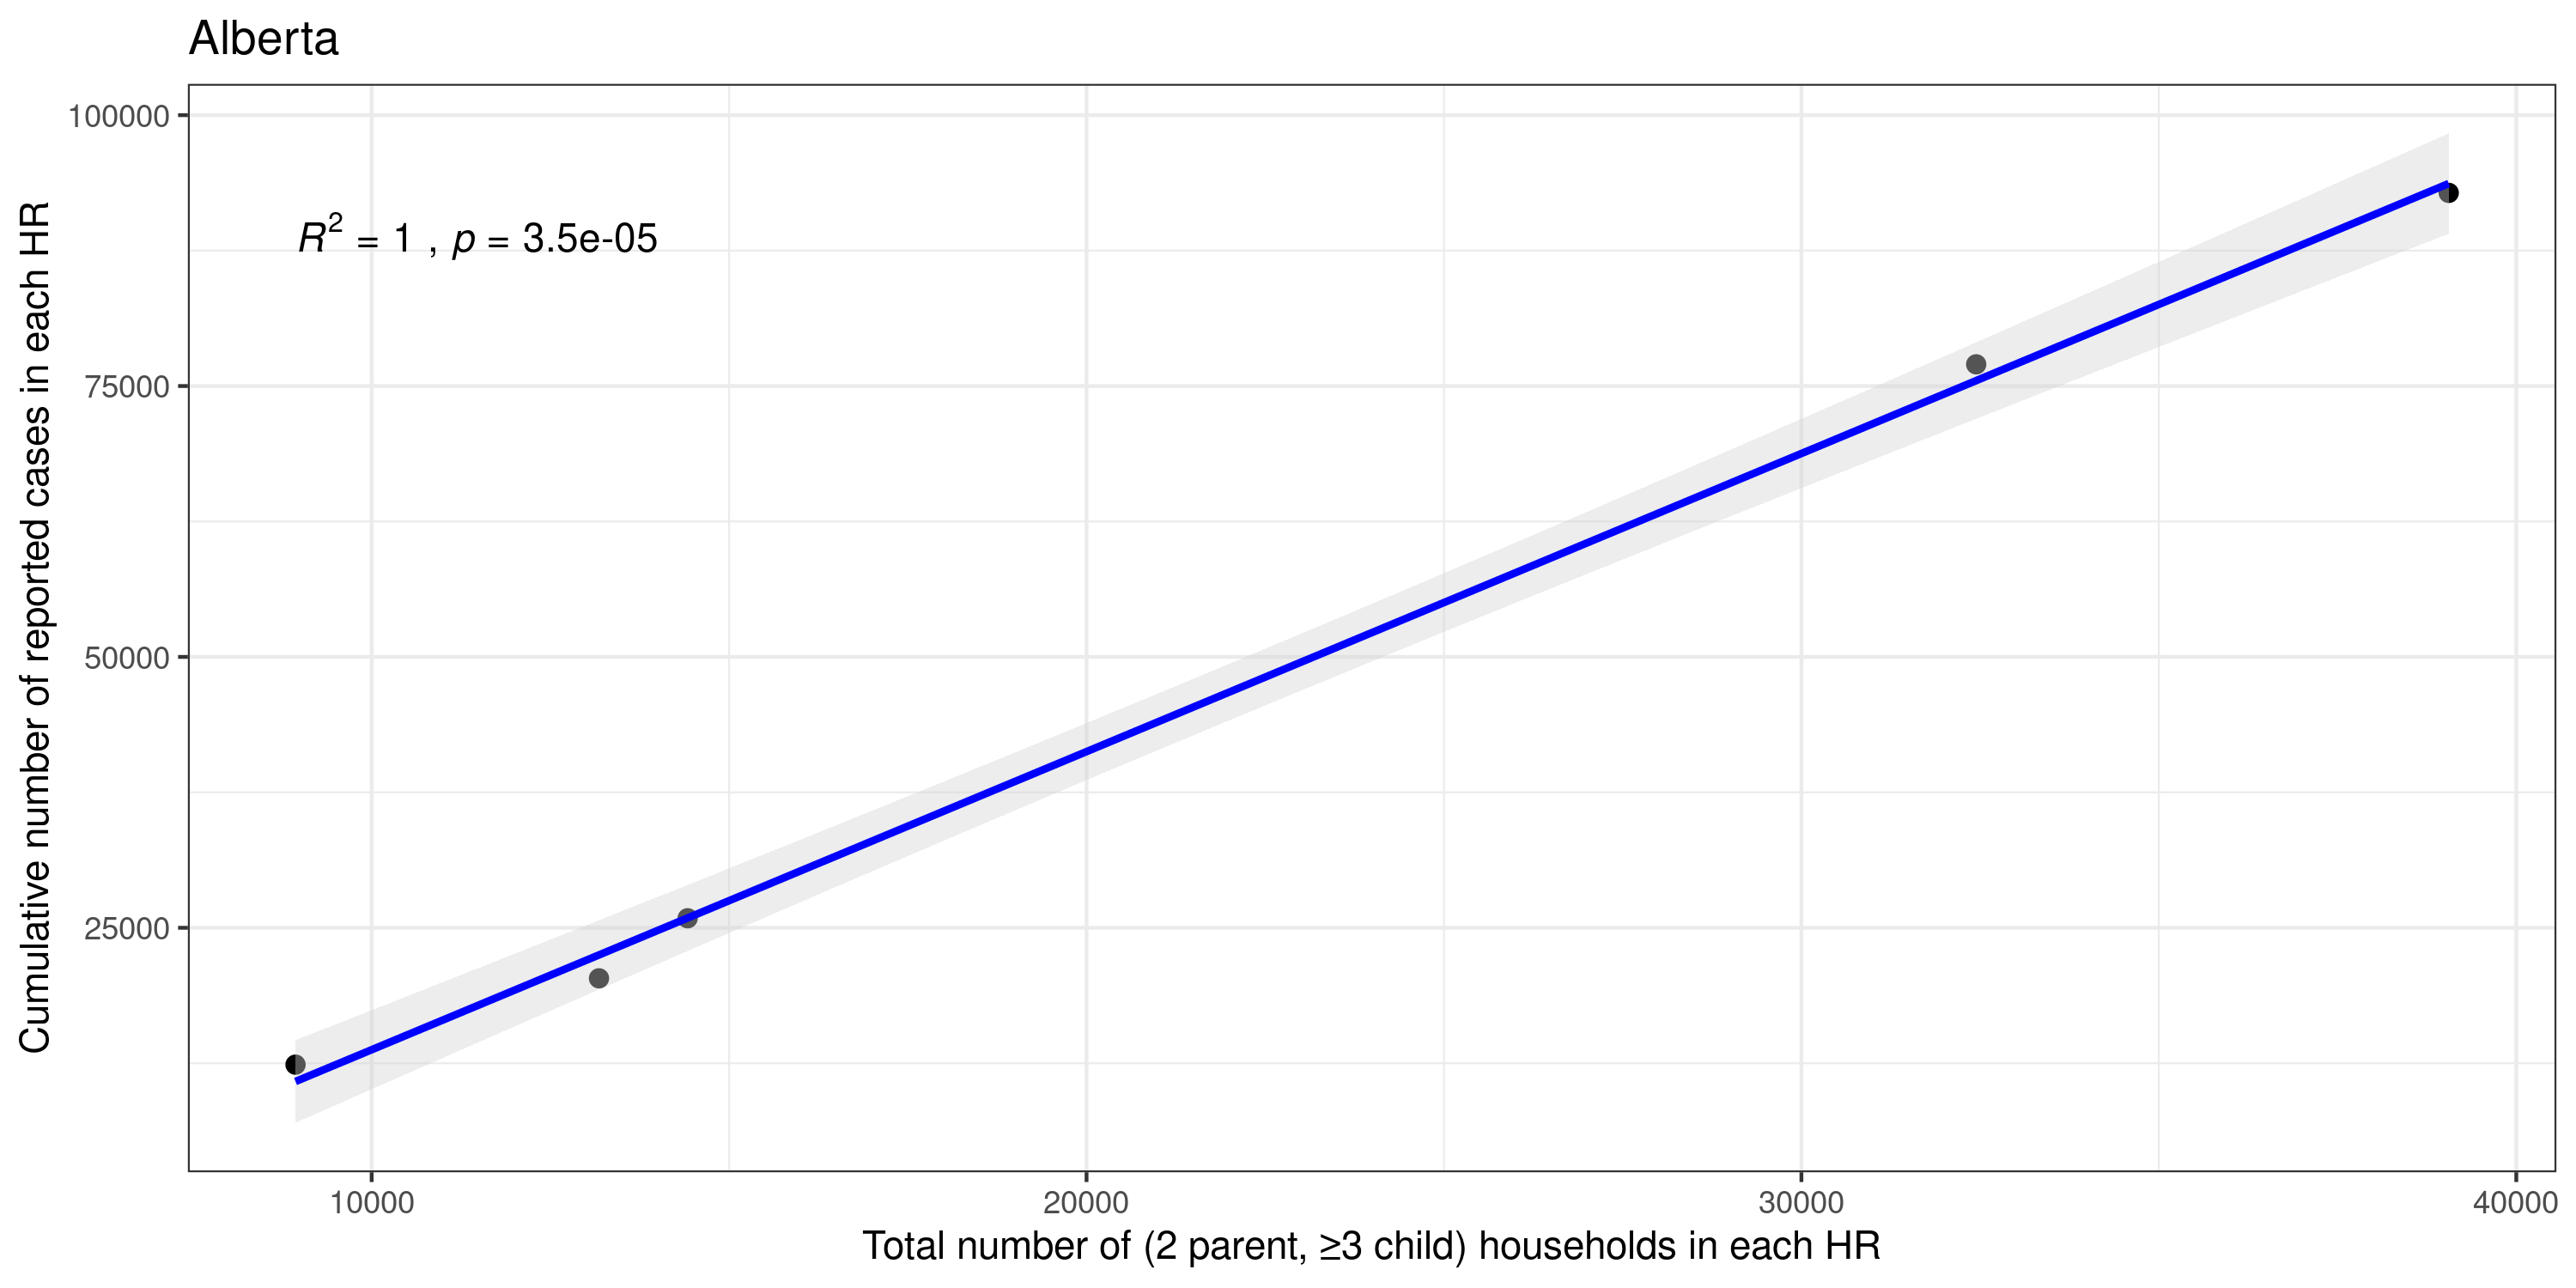 Alberta
100000
75000
50000
25000
Cumulative number of reported cases in each HR
R² = 1 , p = 3.5e-05
10000
20000
30000
40000
Total number of (2 parent, ≥3 child) households in each HR